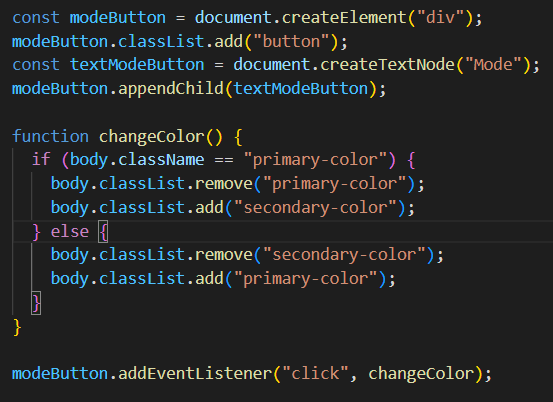 const modeButton = document.createElement("div");
modeButton.classList.add("button");
const textModeButton = document.createTextNode("Mode");
modeButton.appendChild(textModeButton);

function changeColor() {
  if (body.className == "primary-color") {
    body.classList.remove("primary-color");
    body.classList.add("secondary-color");
  } else {
    body.classList.remove("secondary-color");
    body.classList.add("primary-color");
  }
}

modeButton.addEventListener("click", changeColor);